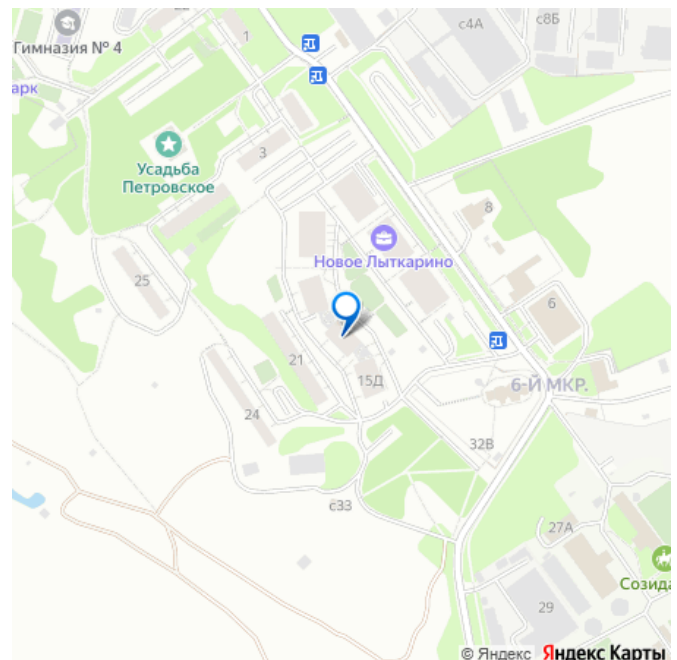 22
с4А
с8Б
Гимназия № 4
1
арк
3
Усадьба
Петровское
8
Новое Лыткарино
25
6
21
15Д
6-Й МКР.
24
32В
с33
27А
Созида
29
© Яндекс Яндекс Карты